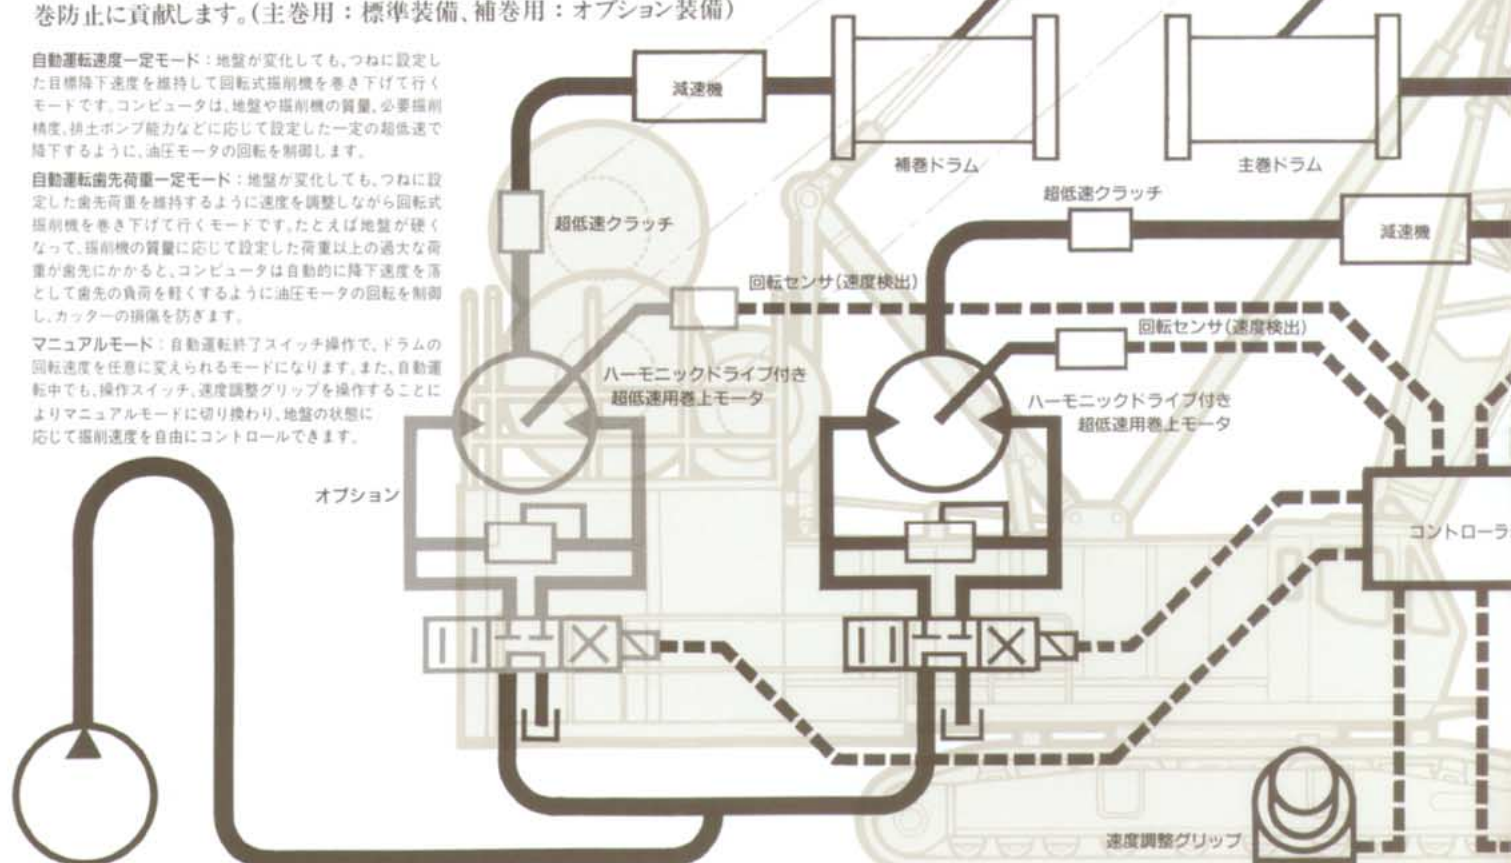 巻防止に貢献します。(主巻用：標準装備、補巻用：オプション装備)
自動運転速度一定モード：地盤が変化しても、つねに設定し
た目標降下速度を維持して回転式掘削機を巻き下げて行く
モードです。コンピュータは、地盤や掘削機の質量、必要掘削
精度、排土ポンプ能力などに応じて設定した一定の超低速で
降下するように、油圧モータの回転を制御します。
自動運転歯先荷重一定モード：地盤が変化しても、つねに設
定した歯先荷重を維持するように速度を調整しながら回転式
掘削機を巻き下げて行くモードです。たとえば地盤が硬く
なって、掘削機の質量に応じて設定した荷重以上の過大な荷
重が歯先にかかると、コンピュータは自動的に降下速度を落
として歯先の負荷を軽くするように油圧モータの回転を制御
し、カッターの損傷を防ぎます。
マニュアルモード：自動運転終了スイッチ操作で、ドラムの
回転速度を任意に変えられるモードになります。また、自動運
転中でも、操作スイッチ、速度調整グリップを操作することに
よりマニュアルモードに切り換わり、地盤の状態に
応じて掘削速度を自由にコントロールできます。
減速機
補巻ドラム
主巻ドラム
超低速クラッチ
超低速クラッチ
減速機
回転センサ(速度検出)
回転センサ(速度検出)
ハーモニックドライブ付き
超低速用巻上モータ
ハーモニックドライブ付き
超低速用巻上モータ
オプション
コントローラ
速度調整グリップ